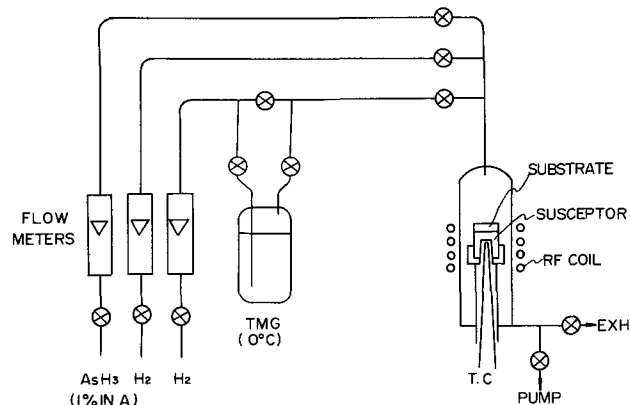 SUBSTRATE
SUSCEPTOR
RF COIL
FLOW
METERS
TMG
(0°C)
EXH
AsH3 H2 H2
(1% IN A)
T.C
PUMP